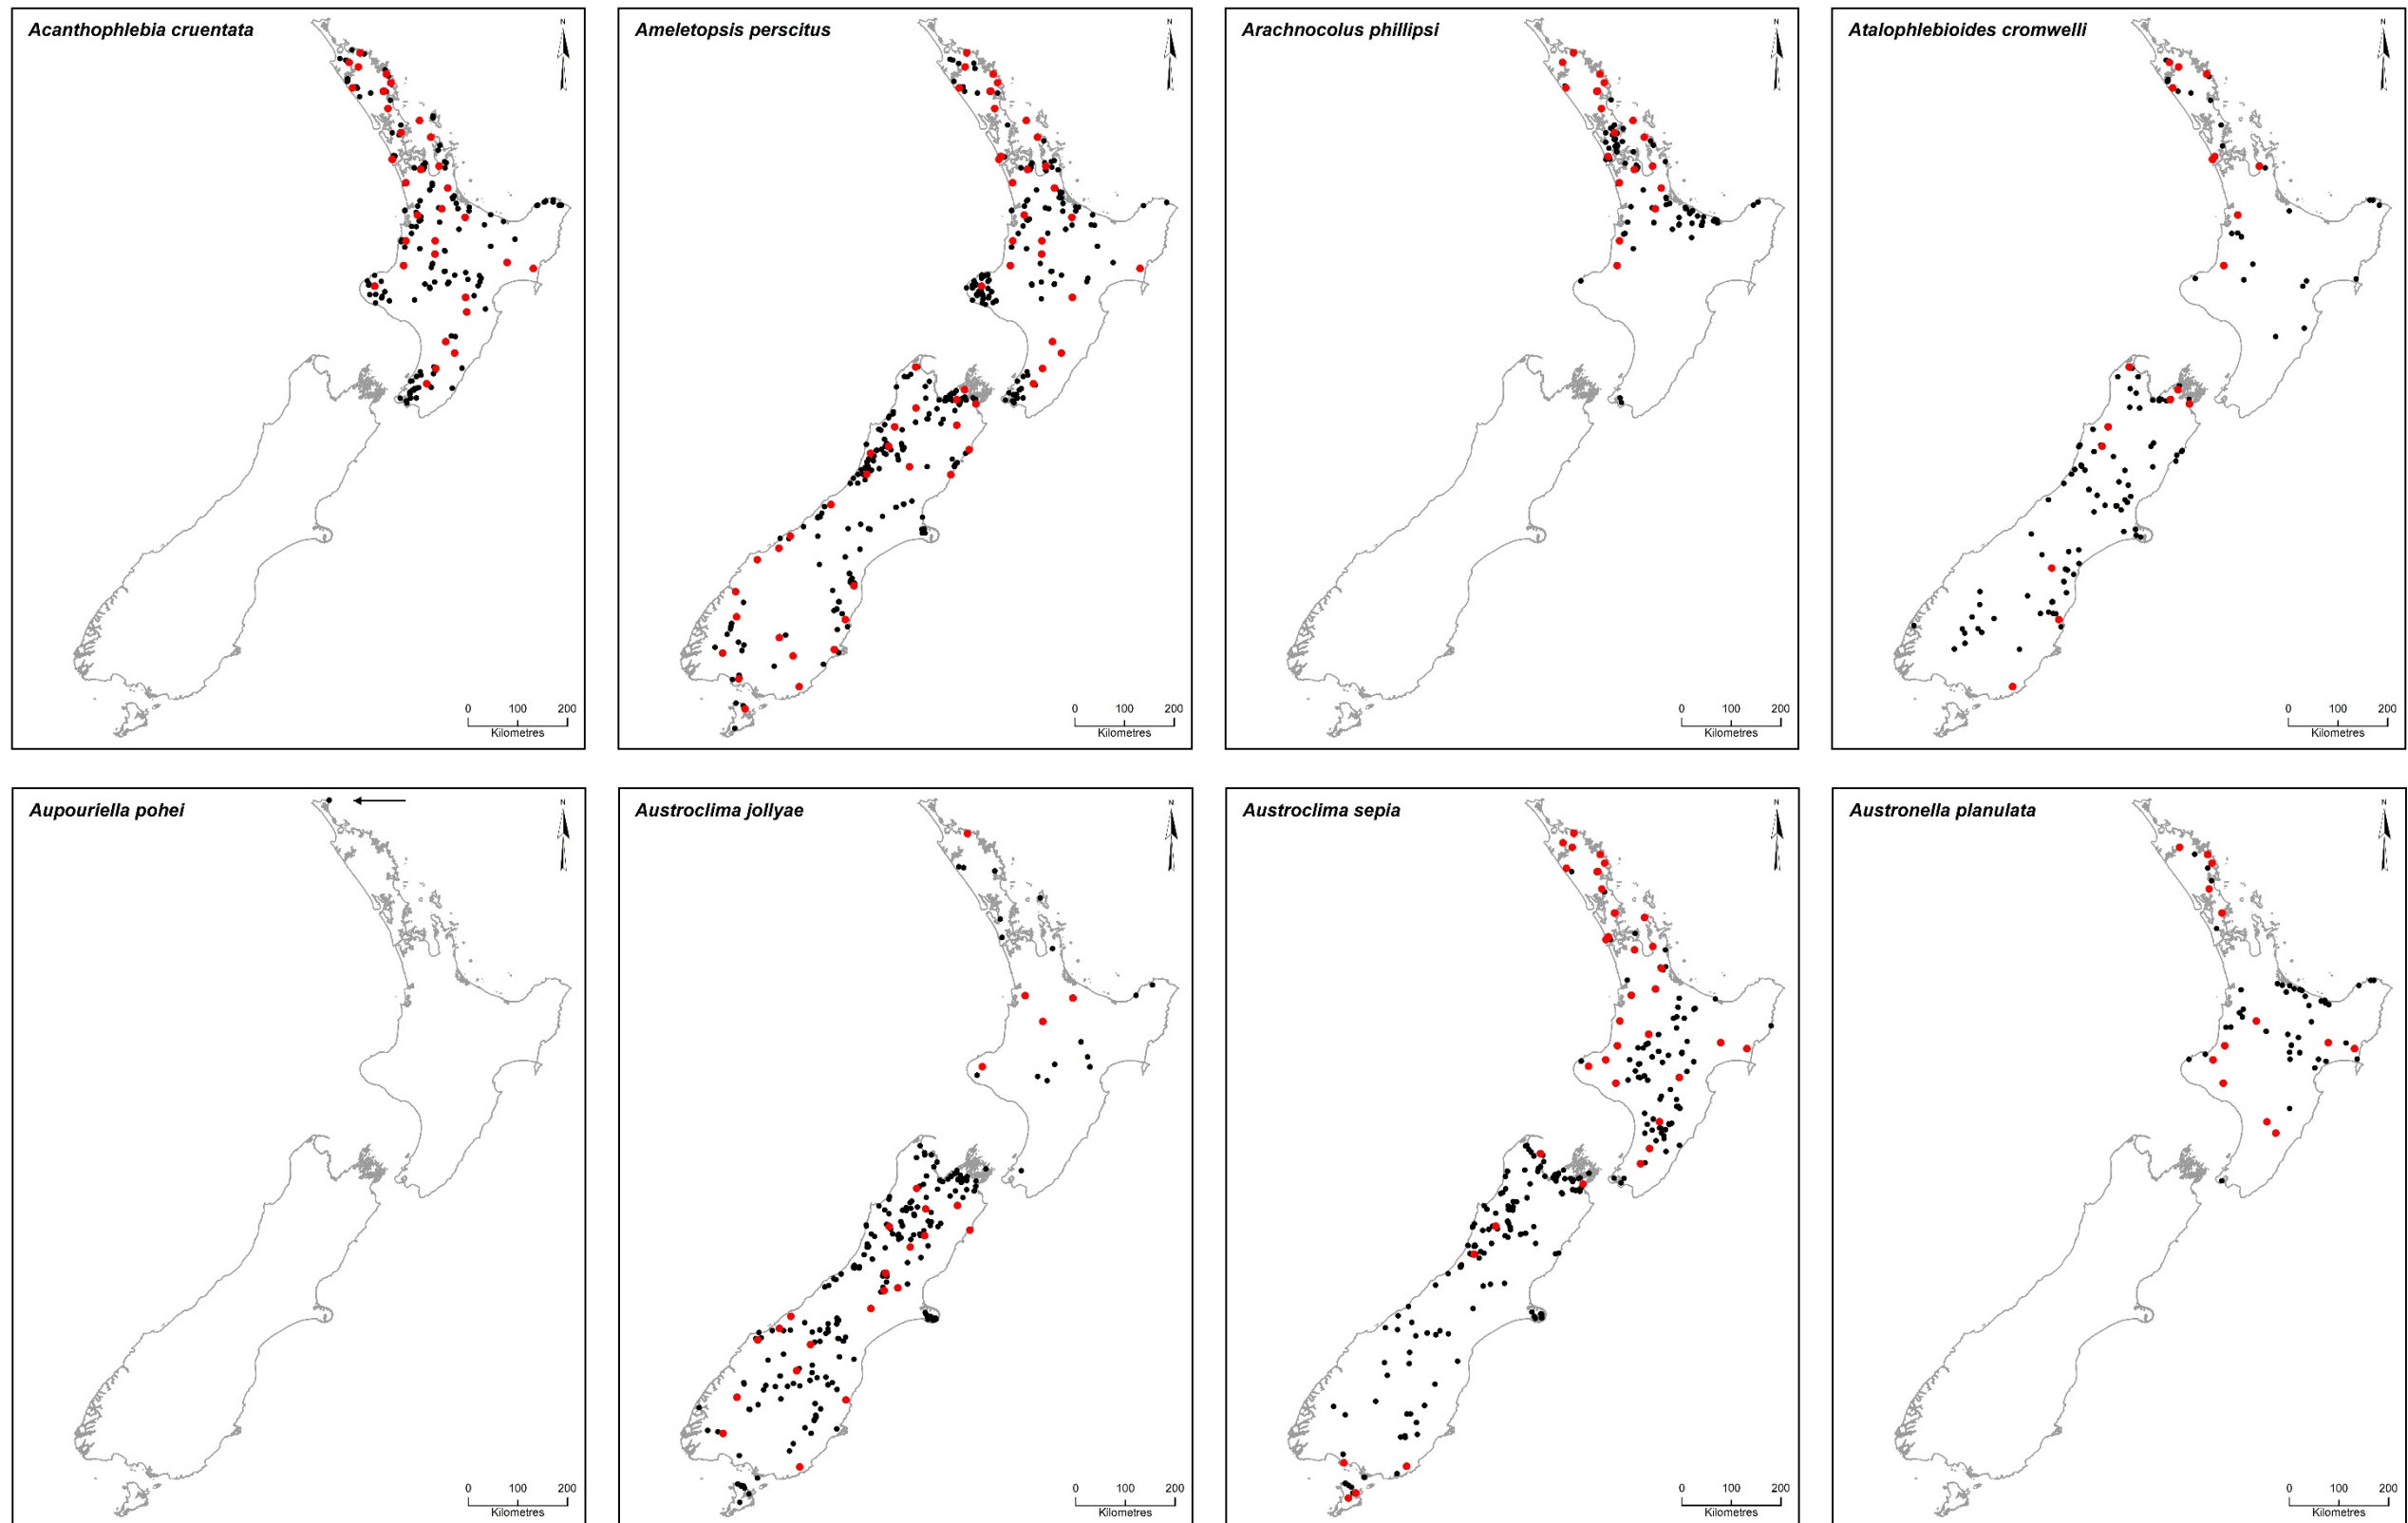 Acanthophlebia cruentata
N
0 100 200
Kilometres
Ameletopsis perscitus
N
0 100 200
Kilometres
Arachnocolus phillipsi
N
0 100 200
Kilometres
Atalophlebioides cromwelli
N
0 100 200
Kilometres
Aupouriella pohei
N
0 100 200
Kilometres
Austroclima jollyae
N
0 100 200
Kilometres
Austroclima sepia
N
0 100 200
Kilometres
Austronella planulata
N
0 100 200
Kilometres